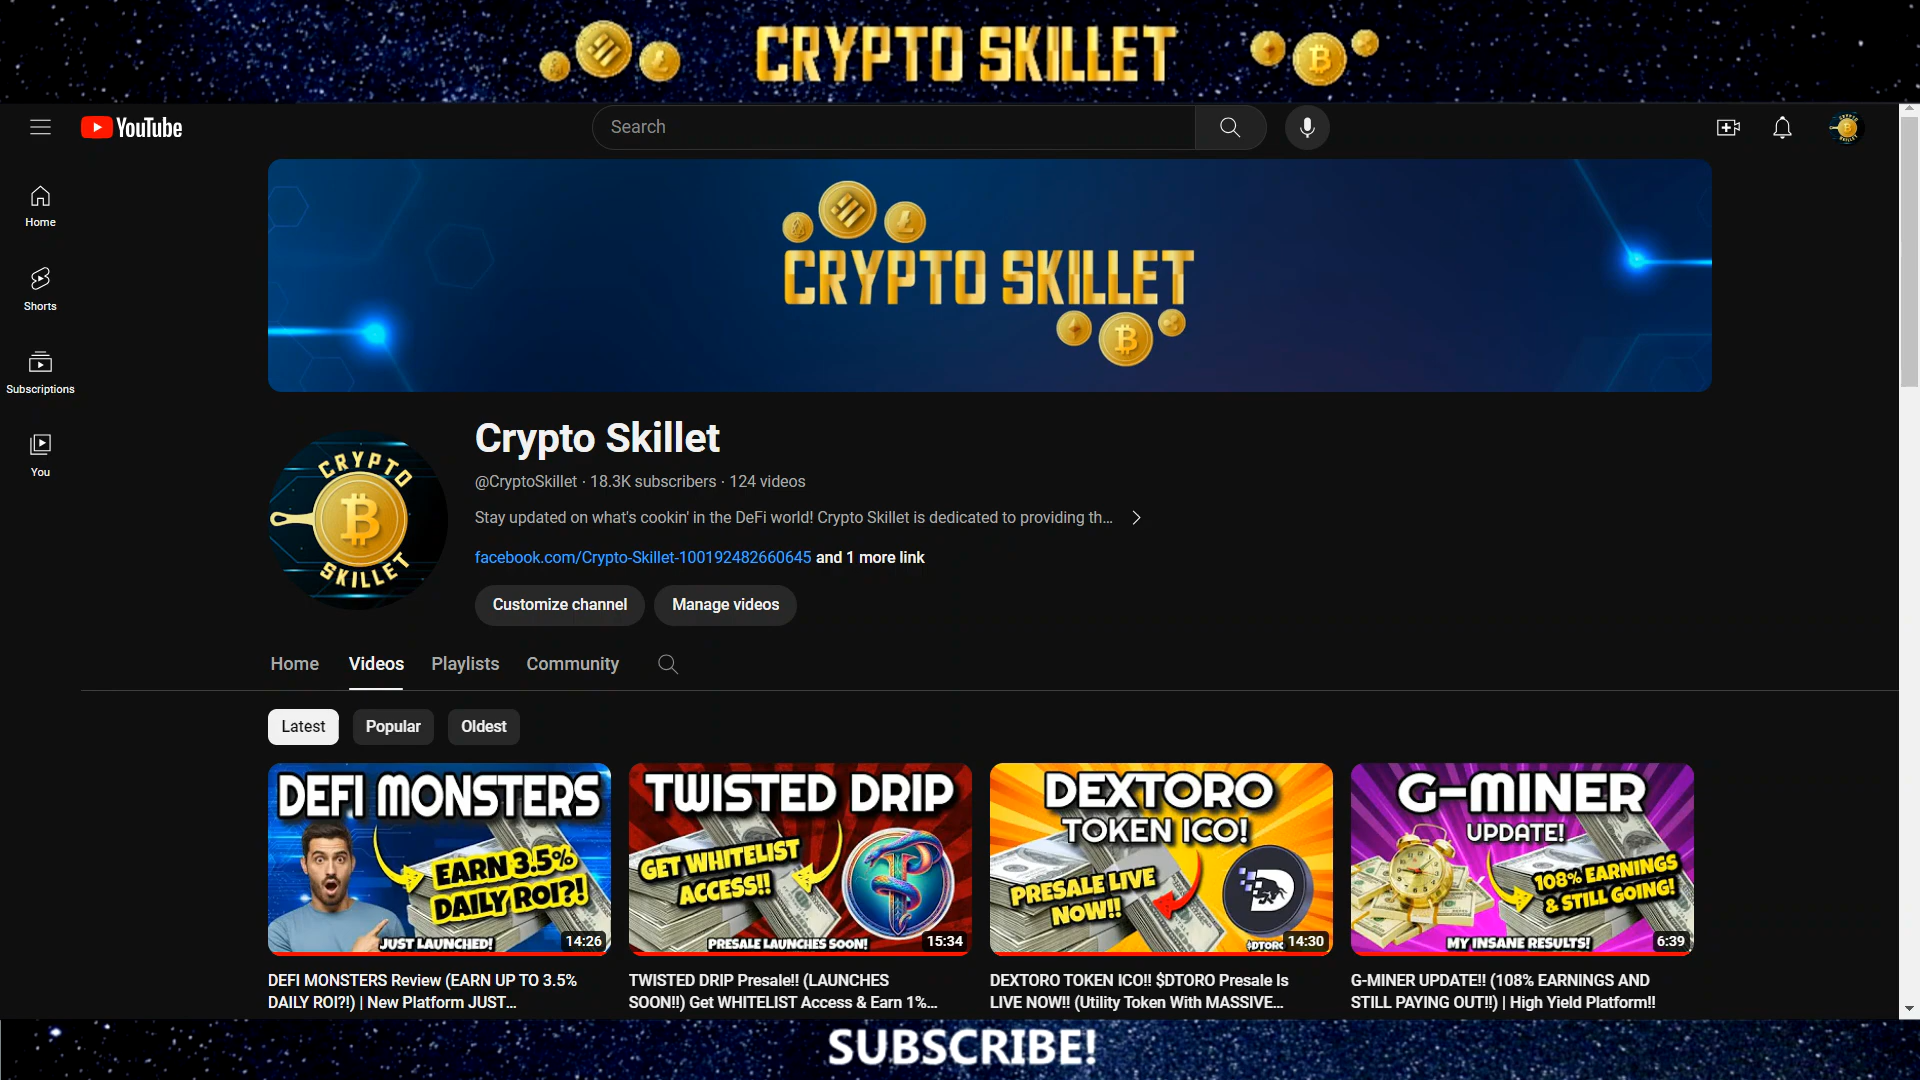 CRYPTO SKILLET
YouTube
Search
Home
Shorts
Subscriptions
You
CRYPTO SKILLET
CRYPTO
SKILLET
Crypto Skillet
@CryptoSkillet · 18.3K subscribers · 124 videos
Stay updated on what's cookin' in the DeFi world! Crypto Skillet is dedicated to providing th...
facebook.com/Crypto-Skillet-100192482660645 and 1 more link
Customize channel
Manage videos
Home
Videos
Playlists
Community
Latest
Popular
Oldest
DEFI MONSTERS
EARN 3.5%
DAILY ROI?!
JUST LAUNCHED!
14:26
TWISTED DRIP
GET WHITELIST
ACCESS!!
PRESALE LAUNCHES SOON!
15:34
DEXTORO
TOKEN ICO!
PRESALE LIVE
NOW!!
14:30
G-MINER
UPDATE!
108% EARNINGS
& STILL GOING!
MY INSANE RESULTS!
6:39
DEFI MONSTERS Review (EARN UP TO 3.5%
DAILY ROI?!) | New Platform JUST...
TWISTED DRIP Presale!! (LAUNCHES
SOON!!) Get WHITELIST Access & Earn 1%...
DEXTORO TOKEN ICO!! $DTORO Presale Is
LIVE NOW!! (Utility Token With MASSIVE...
G-MINER UPDATE!! (108% EARNINGS AND
STILL PAYING OUT!!) | High Yield Platform!!
SUBSCRIBE!